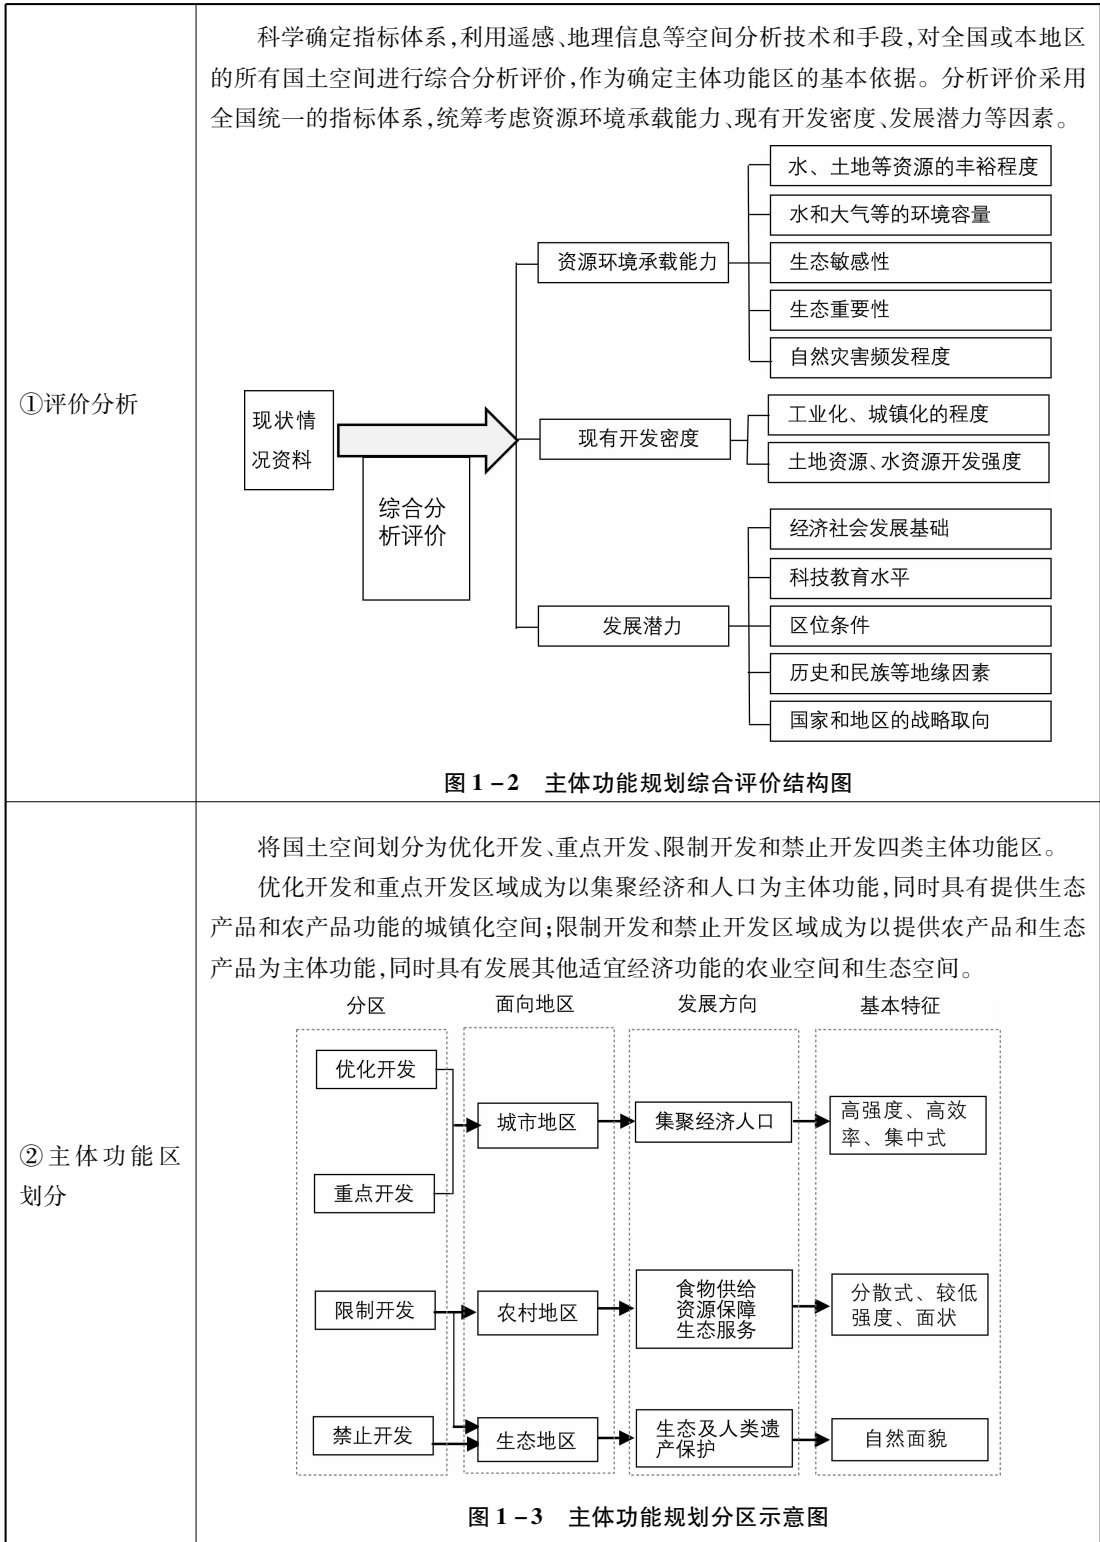 ①评价分析
科学确定指标体系,利用遥感、地理信息等空间分析技术和手段,对全国或本地区
的所有国土空间进行综合分析评价,作为确定主体功能区的基本依据。分析评价采用
全国统一的指标体系,统筹考虑资源环境承载能力、现有开发密度、发展潜力等因素。
现状情
况资料
综合分
析评价
资源环境承载能力
水、土地等资源的丰裕程度
水和大气等的环境容量
生态敏感性
生态重要性
自然灾害频发程度
现有开发密度
工业化、城镇化的程度
土地资源、水资源开发强度
发展潜力
经济社会发展基础
科技教育水平
区位条件
历史和民族等地缘因素
国家和地区的战略取向
图 1-2 主体功能规划综合评价结构图
②主体功能区
划分
将国土空间划分为优化开发、重点开发、限制开发和禁止开发四类主体功能区。
优化开发和重点开发区域成为以集聚经济和人口为主体功能,同时具有提供生态
产品和农产品功能的城镇化空间;限制开发和禁止开发区域成为以提供农产品和生态
产品为主体功能,同时具有发展其他适宜经济功能的农业空间和生态空间。
分区 面向地区 发展方向 基本特征
优化开发
重点开发
城市地区
集聚经济人口
高强度、高效
率、集中式
限制开发
农村地区
食物供给
资源保障
生态服务
分散式、较低
强度、面状
禁止开发
生态地区
生态及人类遗
产保护
自然面貌
图 1-3 主体功能规划分区示意图